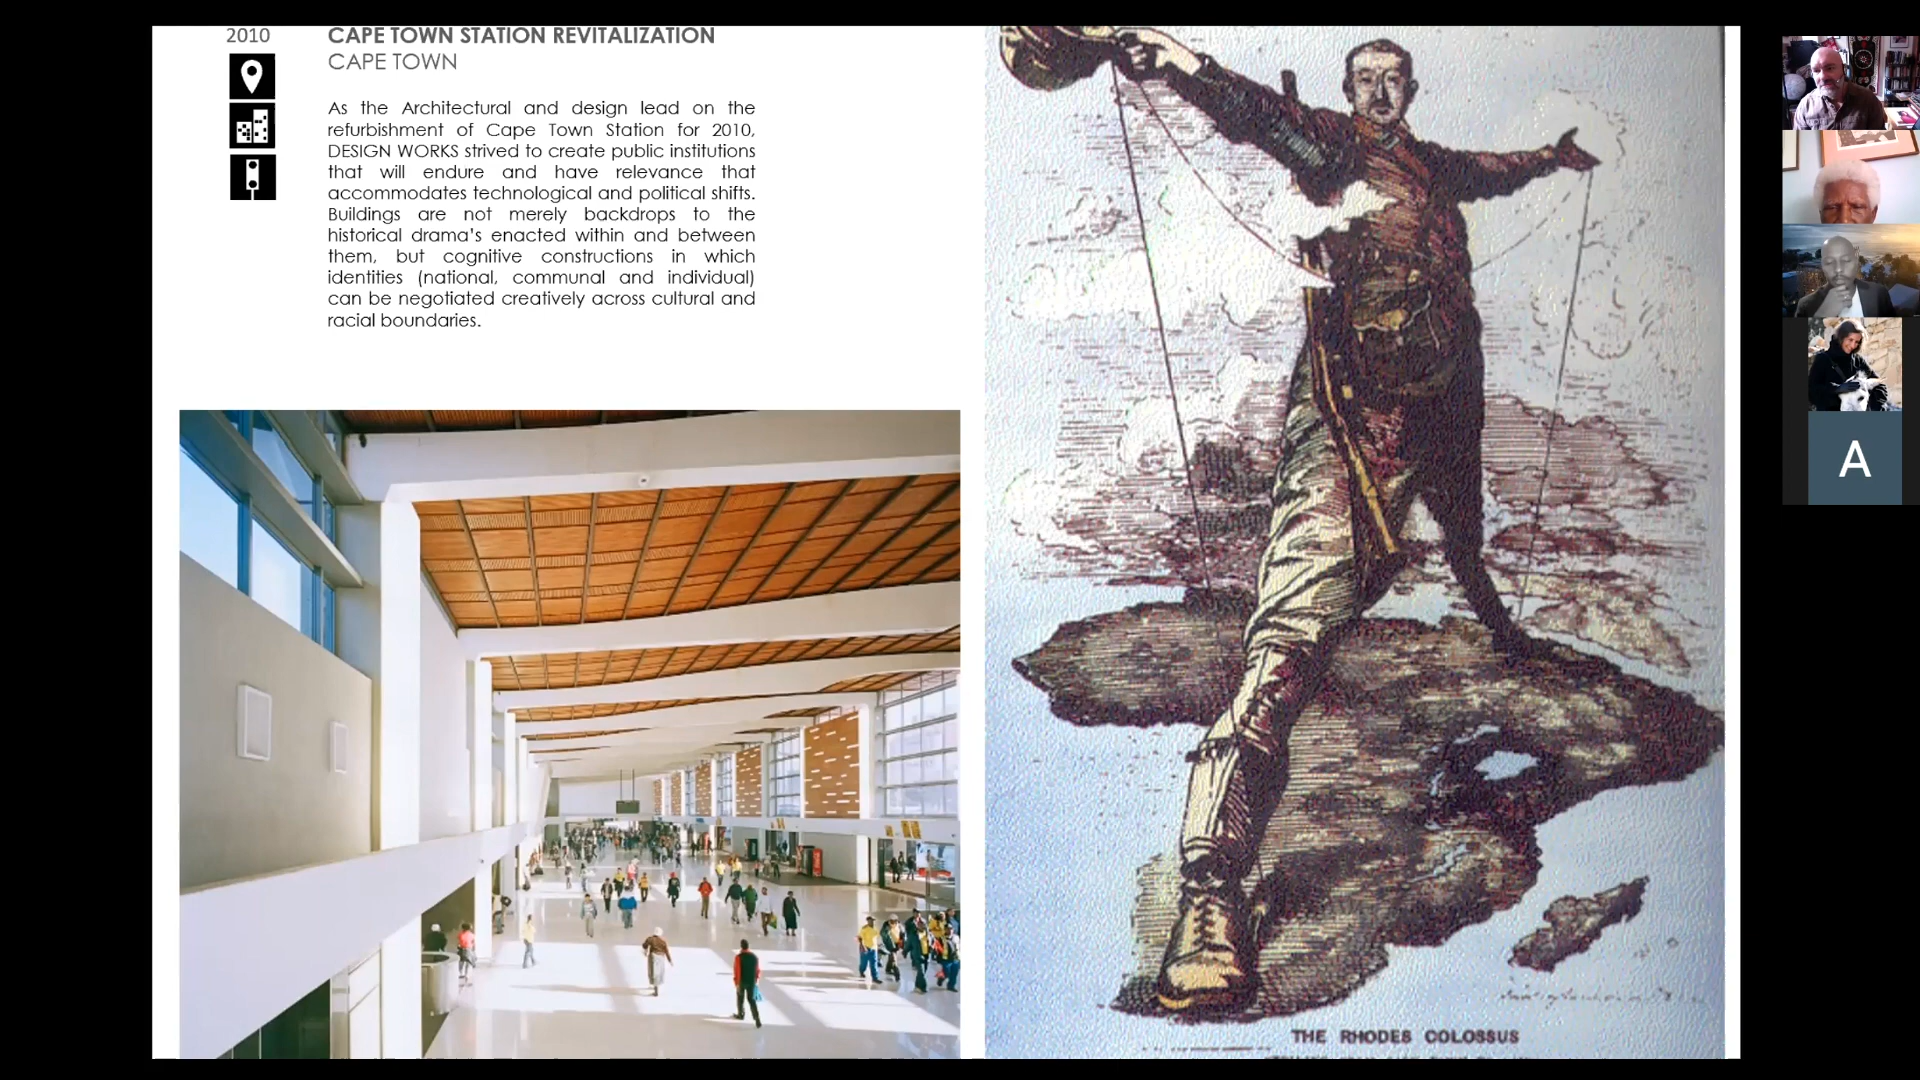 2010
CAPE TOWN STATION REVITALIZATION
CAPE TOWN
As the Architectural and design lead on the
refurbishment of Cape Town Station for 2010,
DESIGN WORKS strived to create public institutions
that will endure and have relevance that
accommodates technological and political shifts.
Buildings are not merely backdrops to the
historical drama's enacted within and between
them, but cognitive constructions in which
identities (national, communal and individual)
can be negotiated creatively across cultural and
racial boundaries.
THE RHODES COLOSSUS
A